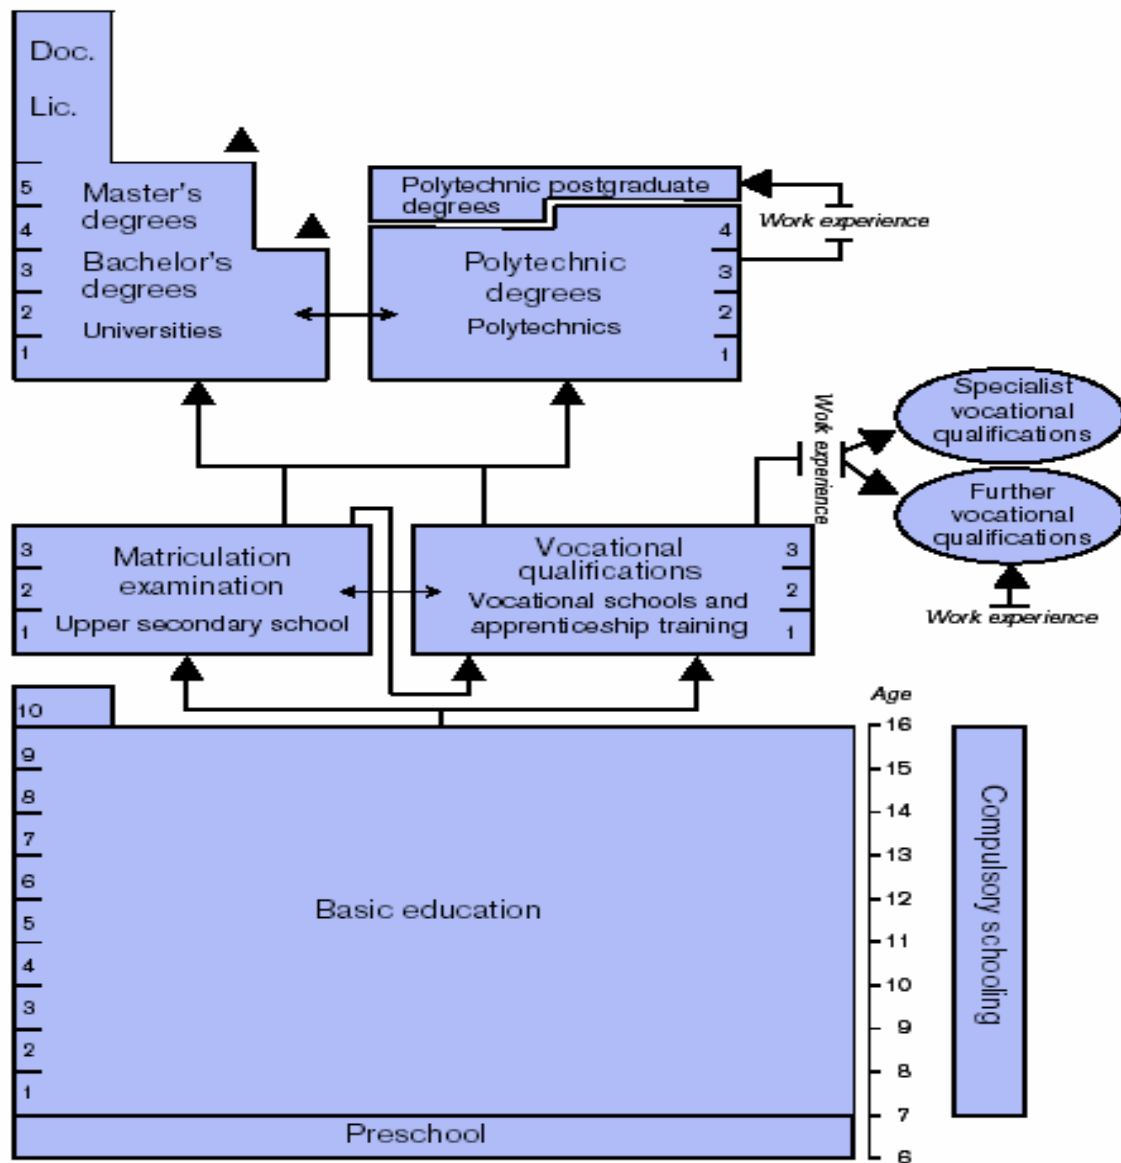 Doc.
Lic.
5
4
3
2
1
Master's
degrees
Bachelor's
degrees
Universities
Polytechnic postgraduate
degrees
Polytechnic
degrees
Polytechnics
4
3
2
1
Work experience
Work experience
Specialist
vocational
qualifications
Further
vocational
qualifications
Work experience
3
2
1
Matriculation
examination
Upper secondary school
Vocational
qualifications
Vocational schools and
apprenticeship training
3
2
1
10
9
8
7
6
5
4
3
2
1
Basic education
Preschool
Age
16
15
14
13
12
11
10
9
8
7
6
Compulsory schooling